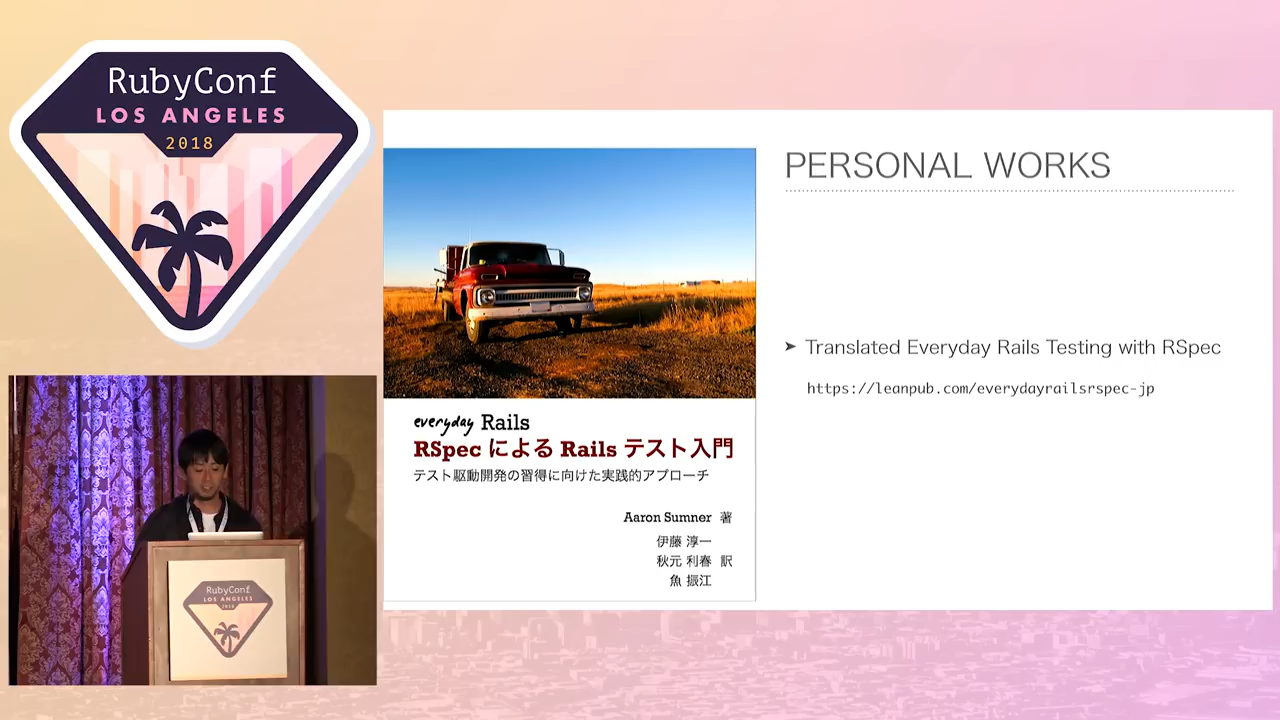 RubyConf
LOS ANGELES
2018
PERSONAL WORKS
➤ Translated Everyday Rails Testing with RSpec
https://leanpub.com/everydayrailsrspec-jp
everyday Rails
RSpec による Rails テスト入門
テスト駆動開発の習得に向けた実践的アプローチ
Aaron Sumner 著
伊藤 淳一
秋元 利春 訳
魚 振江
RubyConf
LOS ANGELES
2018